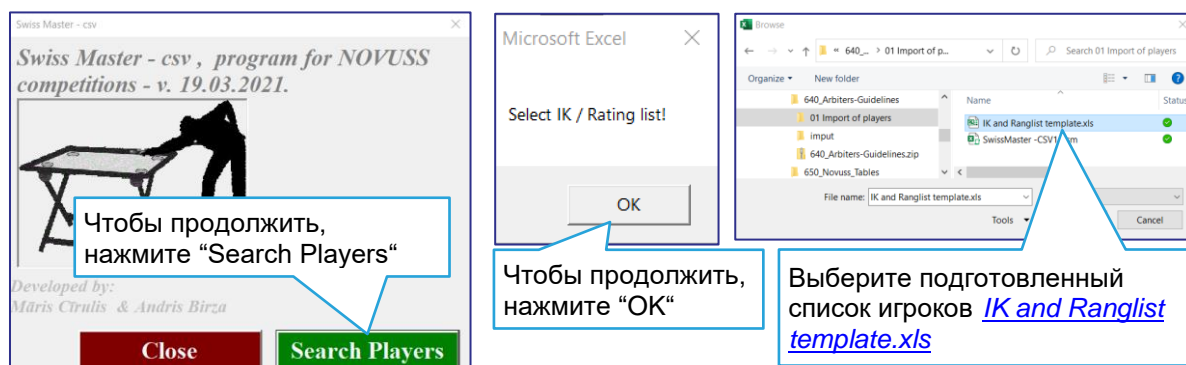 Swiss Master - csv
Swiss Master - csv , program for NOVUSS
competitions - v. 19.03.2021.
Чтобы продолжить,
нажмите “Search Players“
Developed by:
Māris Cīrulis & Andris Birza
Close
Search Players
Microsoft Excel
Select IK / Rating list!
OK
Чтобы продолжить,
нажмите “OK“
Browse
640_... > 01 Import of p...
Search 01 Import of players
Organize
New folder
640_Arbiters-Guidelines
01 Import of players
imput
640_Arbiters-Guidelines.zip
650_Novuss_Tables
Name
Status
IK and Ranglist template.xls
SwissMaster -CSV1
File name:
IK and Ranglist template.xls
Tools
Cancel
Выберите подготовленный
список игроков IK and Ranglist
template.xls